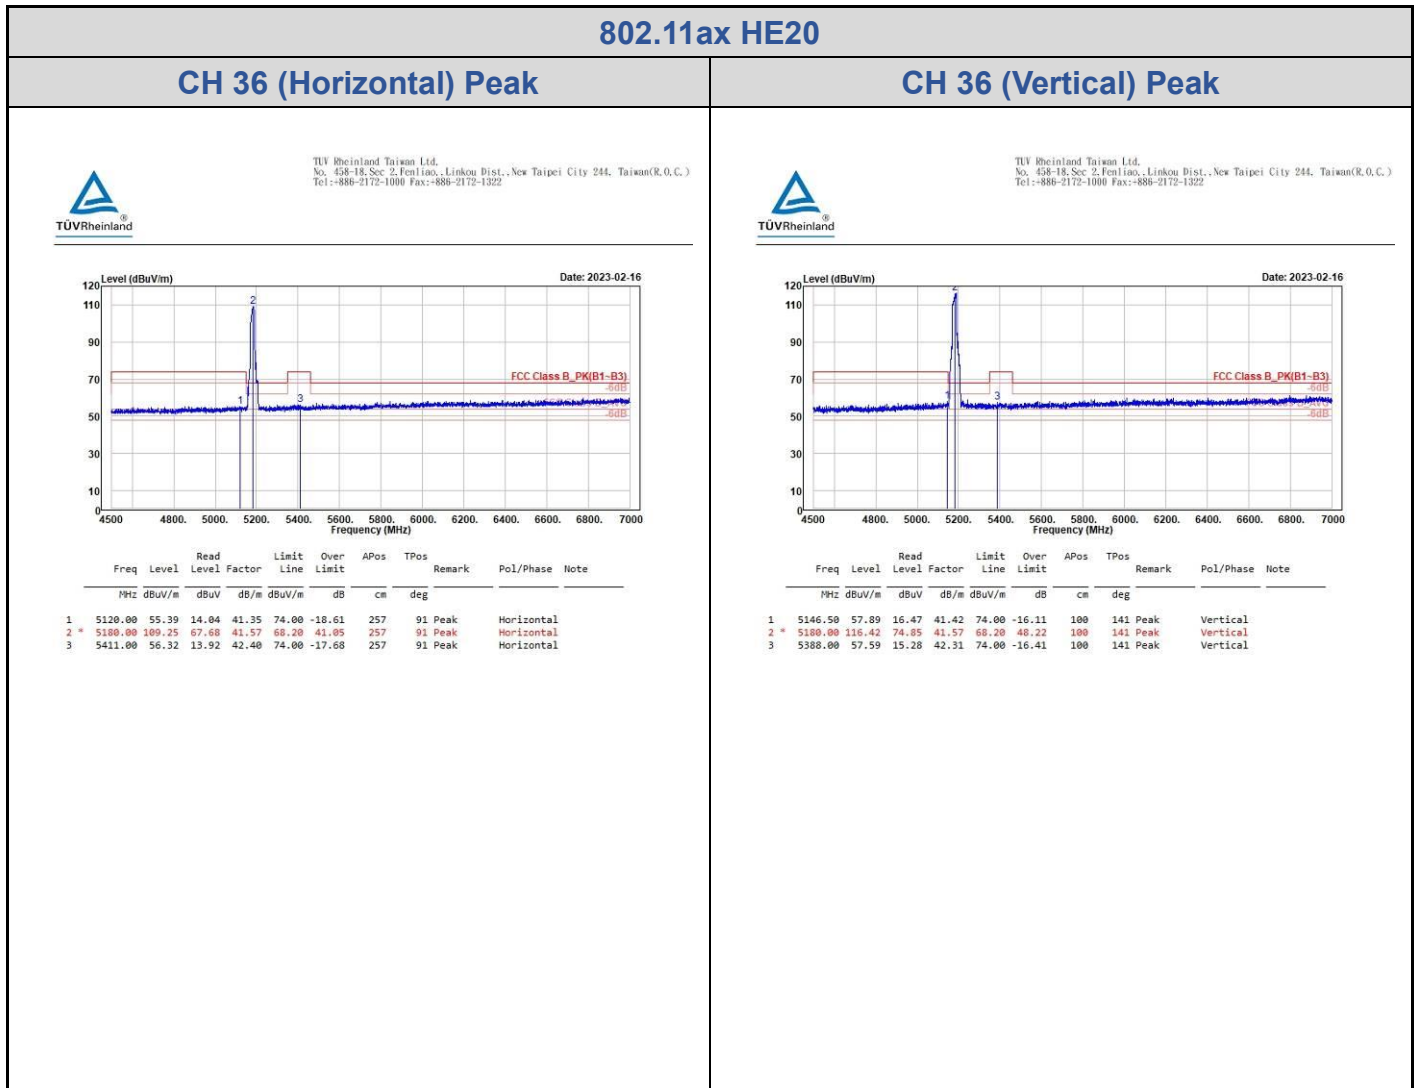 802.11ax HE20
CH 36 (Horizontal) Peak
TUV Rheinland Taiwan Ltd.
No. 458-18.Sec 2.Fenliao..Linkou Dist..New Taipei City 244. Taiwan(R.O.C.)
Tel:+886-2172-1000 Fax:+886-2172-1322
TÜVRheinland®
Level (dBuV/m)
Date: 2023-02-16
120
110
90
70
50
30
10
0
2
1
3
FCC Class B_PK(B1~B3)
-6dB
-6dB
4500 4800. 5000. 5200. 5400. 5600. 5800. 6000. 6200. 6400. 6600. 6800. 7000
Frequency (MHz)
Read Limit Over APos TPos
Freq Level Level Factor Line Limit Remark Pol/Phase Note
MHz dBuV/m dBuV dB/m dBuV/m dB cm deg
1 5120.00 55.39 14.04 41.35 74.00 -18.61 257 91 Peak Horizontal
2 * 5180.00 109.25 67.68 41.57 68.20 41.05 257 91 Peak Horizontal
3 5411.00 56.32 13.92 42.40 74.00 -17.68 257 91 Peak Horizontal
CH 36 (Vertical) Peak
TUV Rheinland Taiwan Ltd.
No. 458-18.Sec 2.Fenliao..Linkou Dist..New Taipei City 244. Taiwan(R.O.C.)
Tel:+886-2172-1000 Fax:+886-2172-1322
TÜVRheinland®
Level (dBuV/m)
Date: 2023-02-16
120
110
90
70
50
30
10
0
2
1
3
FCC Class B_PK(B1~B3)
-6dB
-6dB
4500 4800. 5000. 5200. 5400. 5600. 5800. 6000. 6200. 6400. 6600. 6800. 7000
Frequency (MHz)
Read Limit Over APos TPos
Freq Level Level Factor Line Limit Remark Pol/Phase Note
MHz dBuV/m dBuV dB/m dBuV/m dB cm deg
1 5146.50 57.89 16.47 41.42 74.00 -16.11 100 141 Peak Vertical
2 * 5180.00 116.42 74.85 41.57 68.20 48.22 100 141 Peak Vertical
3 5388.00 57.59 15.28 42.31 74.00 -16.41 100 141 Peak Vertical